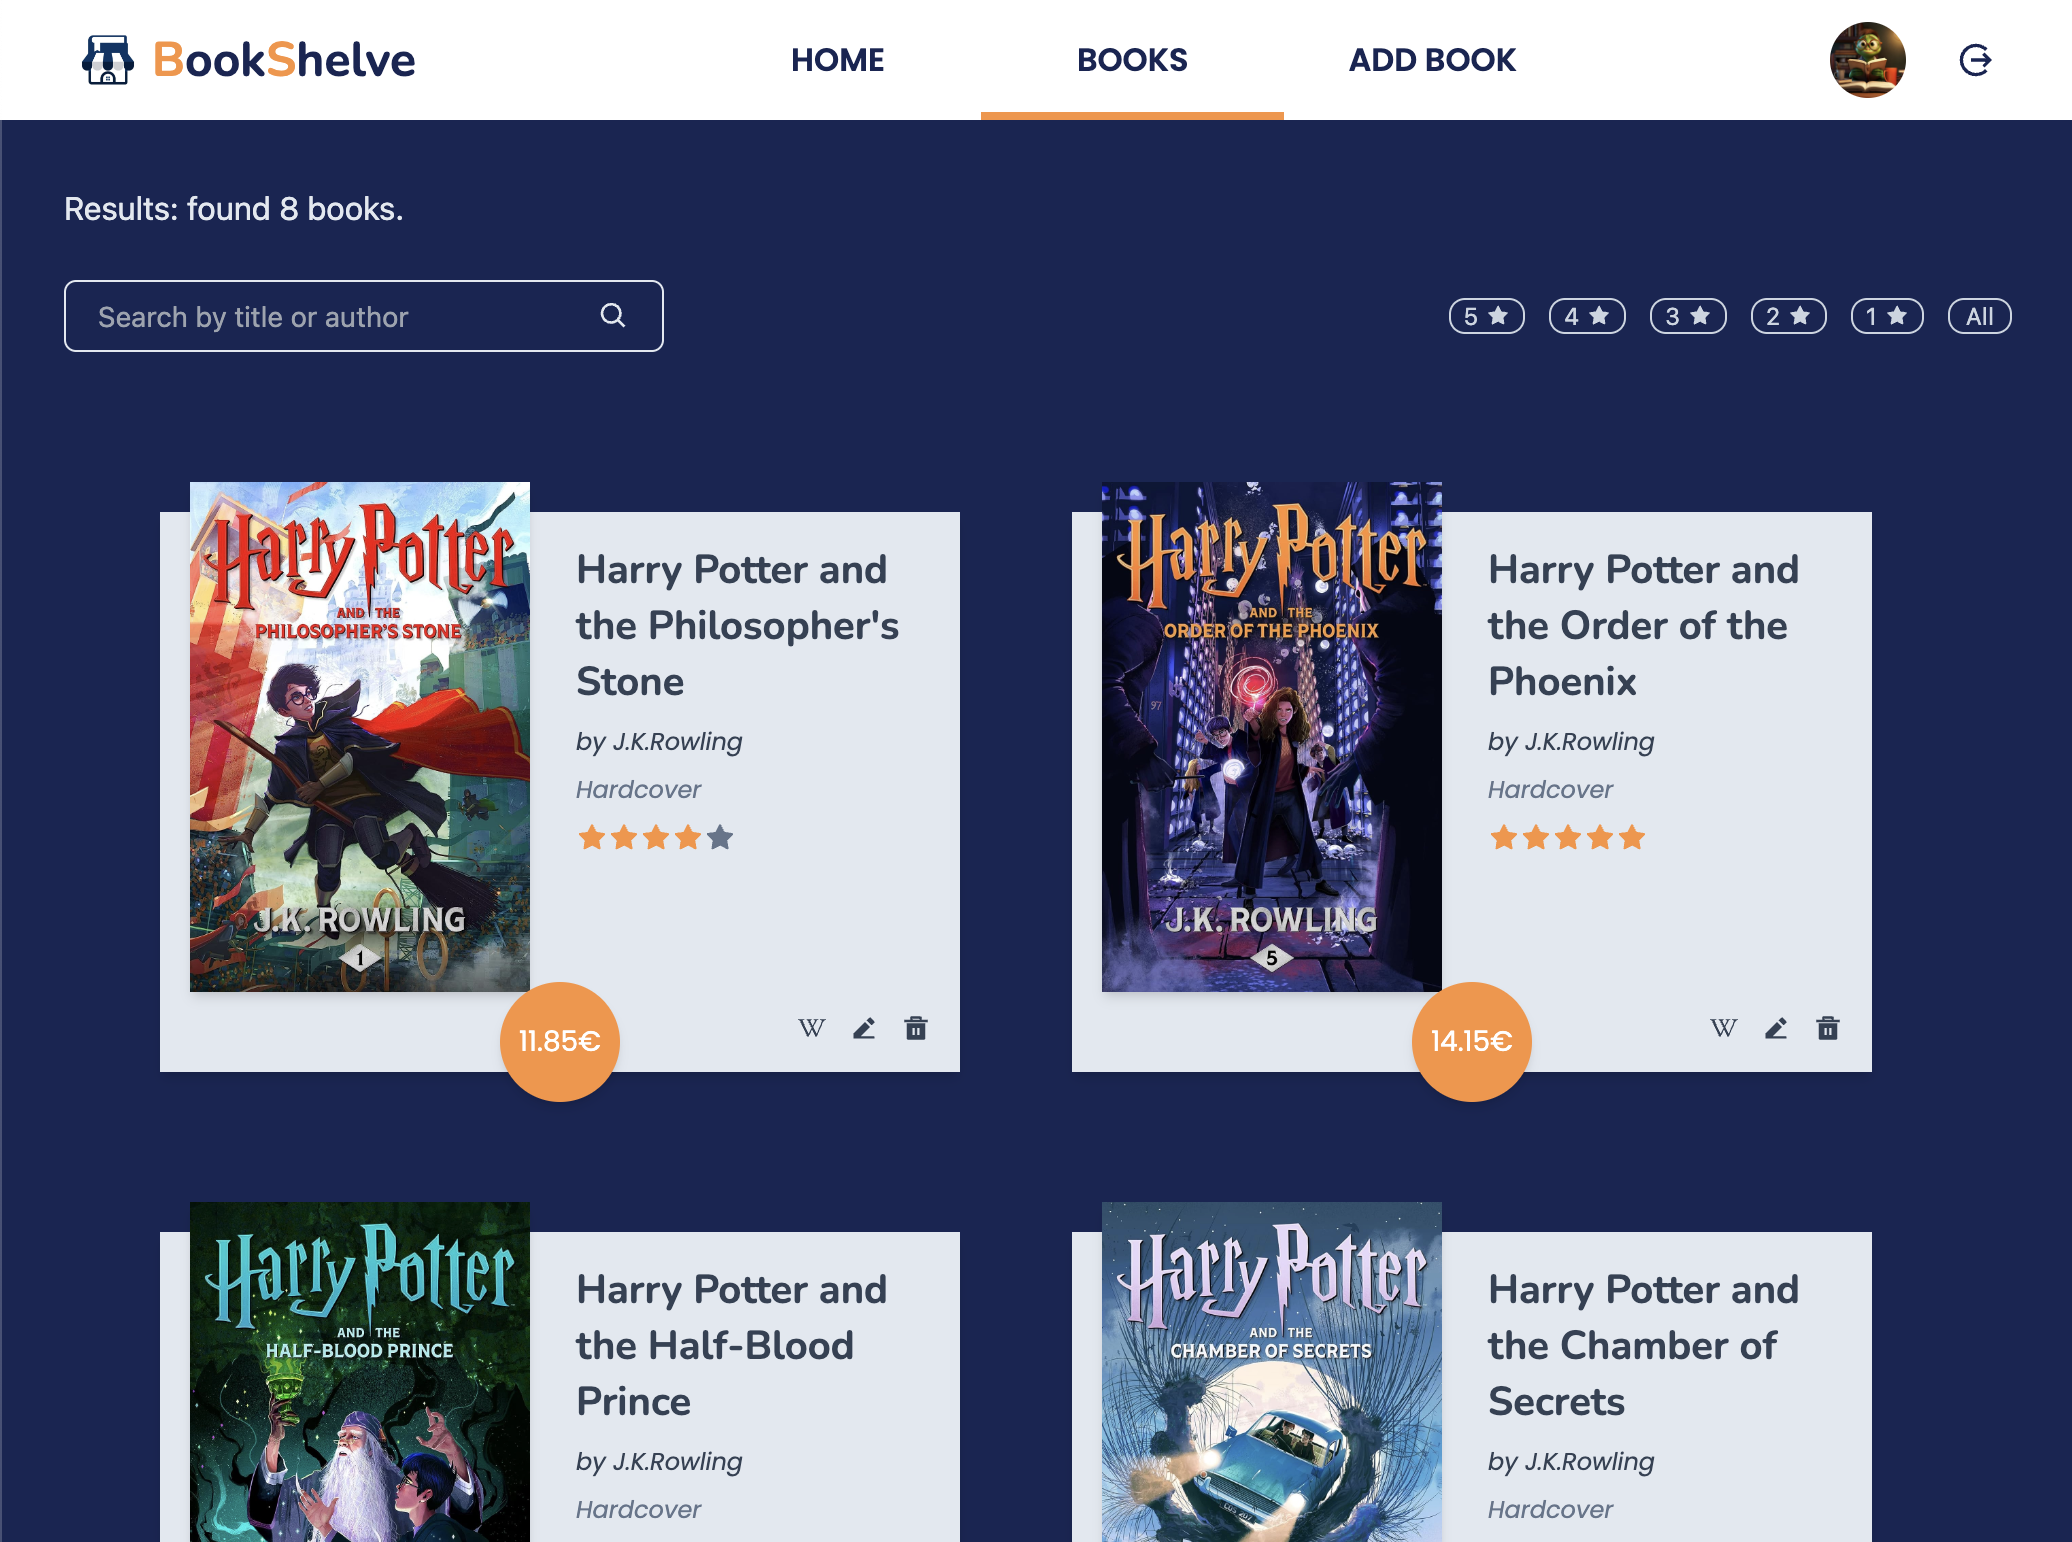 BookShelve
HOME
BOOKS
ADD BOOK
Results: found 8 books.
Search by title or author
5
4
3
2
1
All
Harry Potter
AND THE
PHILOSOPHER'S STONE
J.K. ROWLING
1
Harry Potter and
the Philosopher's
Stone
by J.K.Rowling
Hardcover
11.85€
W
Harry Potter
AND THE
ORDER OF THE PHOENIX
97
J.K. ROWLING
5
Harry Potter and
the Order of the
Phoenix
by J.K.Rowling
Hardcover
14.15€
W
Harry Potter
AND THE
HALF-BLOOD PRINCE
Harry Potter and
the Half-Blood
Prince
by J.K.Rowling
Hardcover
Harry Potter
AND THE
CHAMBER OF SECRETS
Harry Potter and
the Chamber of
Secrets
by J.K.Rowling
Hardcover